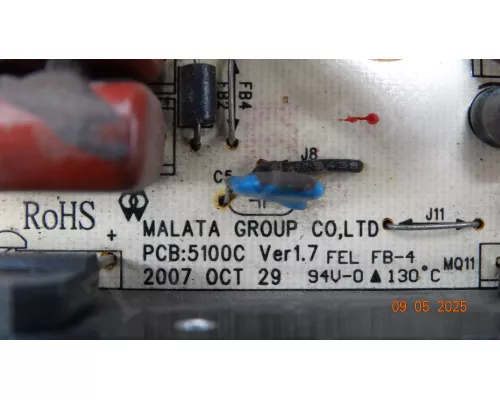 FB4
FB2
J8
C5
RoHS
MALATA GROUP CO,LTD
J11
PCB:5100C Ver1.7 FEL FB-4
MQ11
2007 OCT 29 94V-0 ▲130°C
09 05 2025